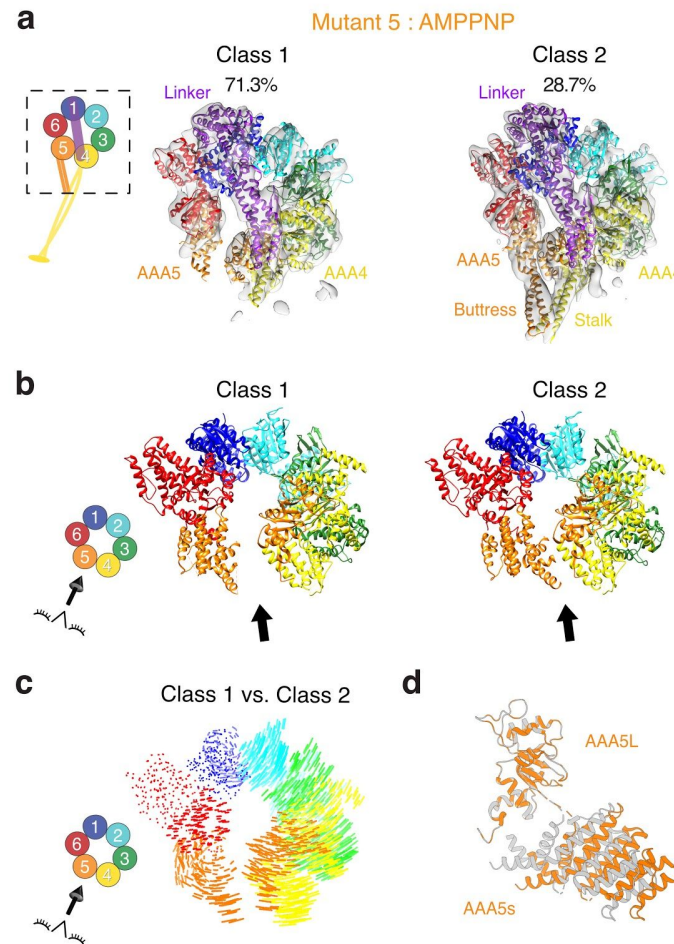 a
Mutant 5 : AMPPNP
Class 1
Class 2
71.3%
28.7%
Linker
Linker
1
2
3
4
5
6
AAA5
AAA4
AAA5
AAA4
Buttress
Stalk
b
Class 1
Class 2
1
2
3
4
5
6
c
Class 1 vs. Class 2
1
2
3
4
5
6
d
AAA5L
AAA5s